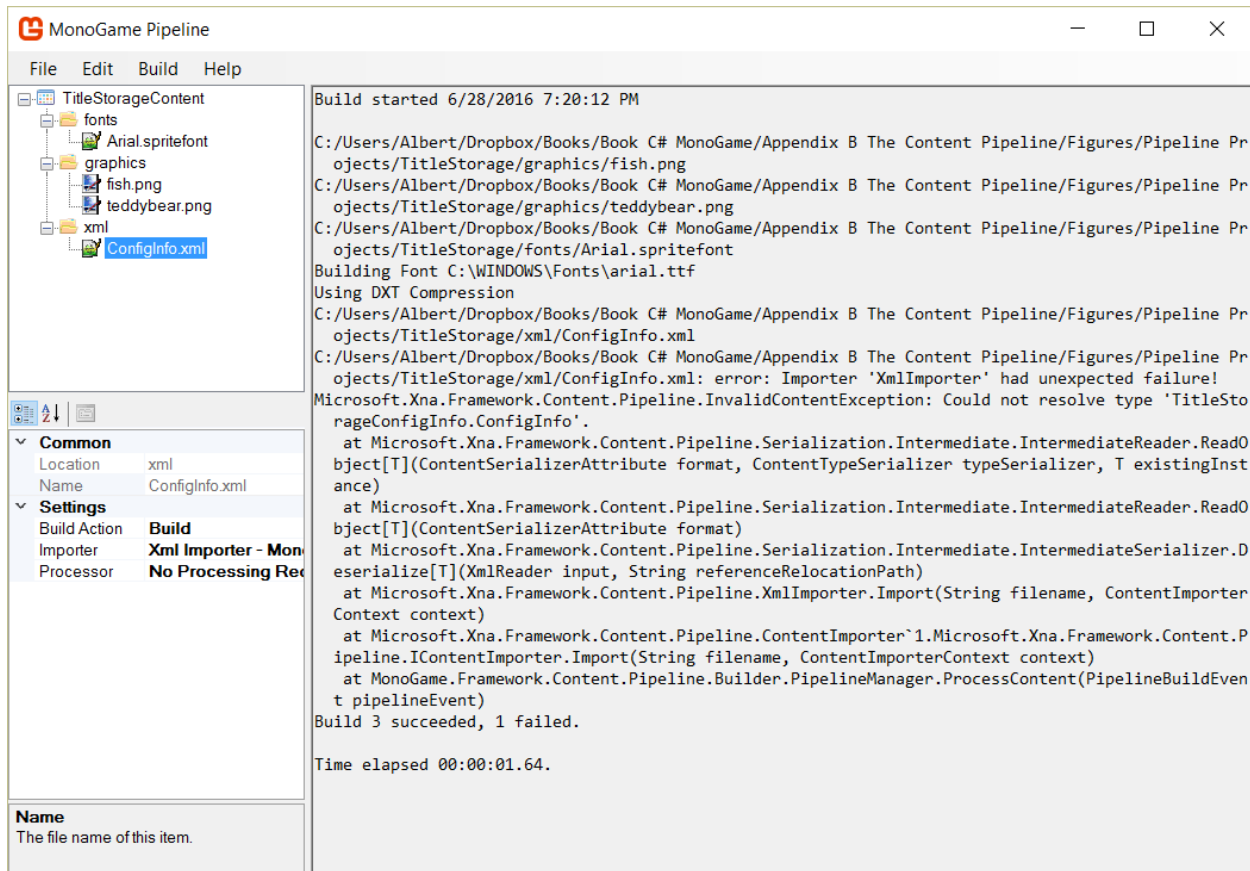 MonoGame Pipeline
File Edit Build Help
TitleStorageContent
fonts
Arial.spritefont
graphics
fish.png
teddybear.png
xml
ConfigInfo.xml
Common
Location xml
Name ConfigInfo.xml
Settings
Build Action Build
Importer Xml Importer - Mon
Processor No Processing Rec
Name
The file name of this item.
Build started 6/28/2016 7:20:12 PM
C:/Users/Albert/Dropbox/Books/Book C# MonoGame/Appendix B The Content Pipeline/Figures/Pipeline Pr
ojects/TitleStorage/graphics/fish.png
C:/Users/Albert/Dropbox/Books/Book C# MonoGame/Appendix B The Content Pipeline/Figures/Pipeline Pr
ojects/TitleStorage/graphics/teddybear.png
C:/Users/Albert/Dropbox/Books/Book C# MonoGame/Appendix B The Content Pipeline/Figures/Pipeline Pr
ojects/TitleStorage/fonts/Arial.spritefont
Building Font C:\WINDOWS\Fonts\arial.ttf
Using DXT Compression
C:/Users/Albert/Dropbox/Books/Book C# MonoGame/Appendix B The Content Pipeline/Figures/Pipeline Pr
ojects/TitleStorage/xml/ConfigInfo.xml
C:/Users/Albert/Dropbox/Books/Book C# MonoGame/Appendix B The Content Pipeline/Figures/Pipeline Pr
ojects/TitleStorage/xml/ConfigInfo.xml: error: Importer 'XmlImporter' had unexpected failure!
Microsoft.Xna.Framework.Content.Pipeline.InvalidContentException: Could not resolve type 'TitleSto
rageConfigInfo.ConfigInfo'.
at Microsoft.Xna.Framework.Content.Pipeline.Serialization.Intermediate.IntermediateReader.ReadO
bject[T](ContentSerializerAttribute format, ContentTypeSerializer typeSerializer, T existingInst
ance)
at Microsoft.Xna.Framework.Content.Pipeline.Serialization.Intermediate.IntermediateReader.ReadO
bject[T](ContentSerializerAttribute format)
at Microsoft.Xna.Framework.Content.Pipeline.Serialization.Intermediate.IntermediateSerializer.D
eserialize[T](XmlReader input, String referenceRelocationPath)
at Microsoft.Xna.Framework.Content.Pipeline.XmlImporter.Import(String filename, ContentImporter
Context context)
at Microsoft.Xna.Framework.Content.Pipeline.ContentImporter`1.Microsoft.Xna.Framework.Content.P
ipeline.IContentImporter.Import(String filename, ContentImporterContext context)
at MonoGame.Framework.Content.Pipeline.Builder.PipelineManager.ProcessContent(PipelineBuildEven
t pipelineEvent)
Build 3 succeeded, 1 failed.
Time elapsed 00:00:01.64.